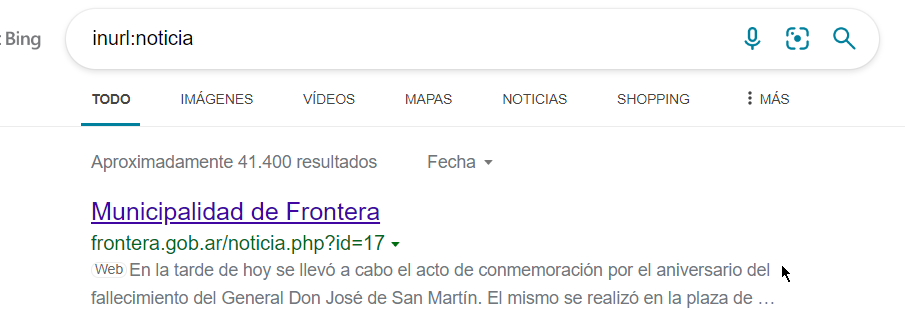 Bing
inurl:noticia
TODO IMÁGENES VÍDEOS MAPAS NOTICIAS SHOPPING MÁS
Aproximadamente 41.400 resultados Fecha
Municipalidad de Frontera
frontera.gob.ar/noticia.php?id=17
Web En la tarde de hoy se llevó a cabo el acto de conmemoración por el aniversario del
fallecimiento del General Don José de San Martín. El mismo se realizó en la plaza de …